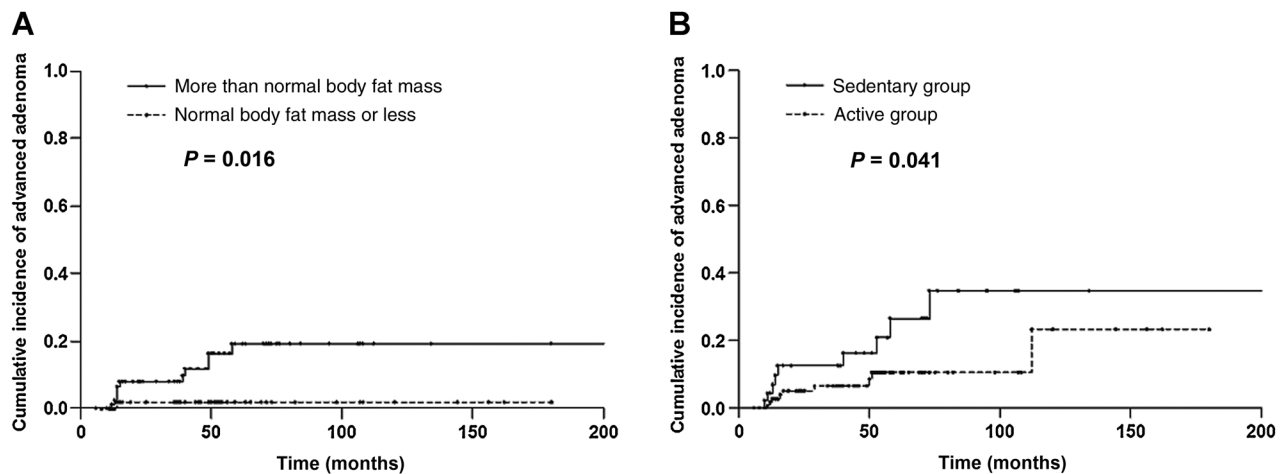 A
Cumulative incidence of advanced adenoma
1.0
0.8
0.6
0.4
0.2
0.0
More than normal body fat mass
Normal body fat mass or less
P = 0.016
0 50 100 150 200
Time (months)
B
Cumulative incidence of advanced adenoma
1.0
0.8
0.6
0.4
0.2
0.0
Sedentary group
Active group
P = 0.041
0 50 100 150 200
Time (months)